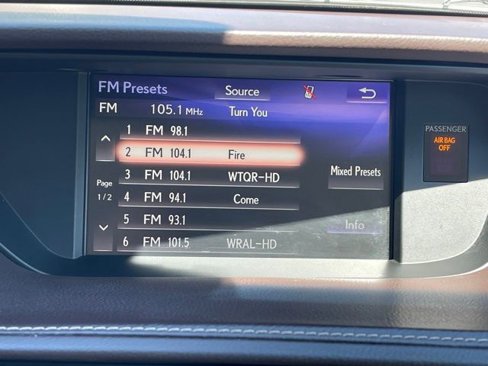 FM Presets Source
FM 105.1 MHz Turn You
1 FM 98.1
2 FM 104.1 Fire
3 FM 104.1 WTQR-HD
Mixed Presets
Page
1/2
4 FM 94.1 Come
5 FM 93.1
Info
6 FM 101.5 WRAL-HD
PASSENGER
AIR BAG
OFF